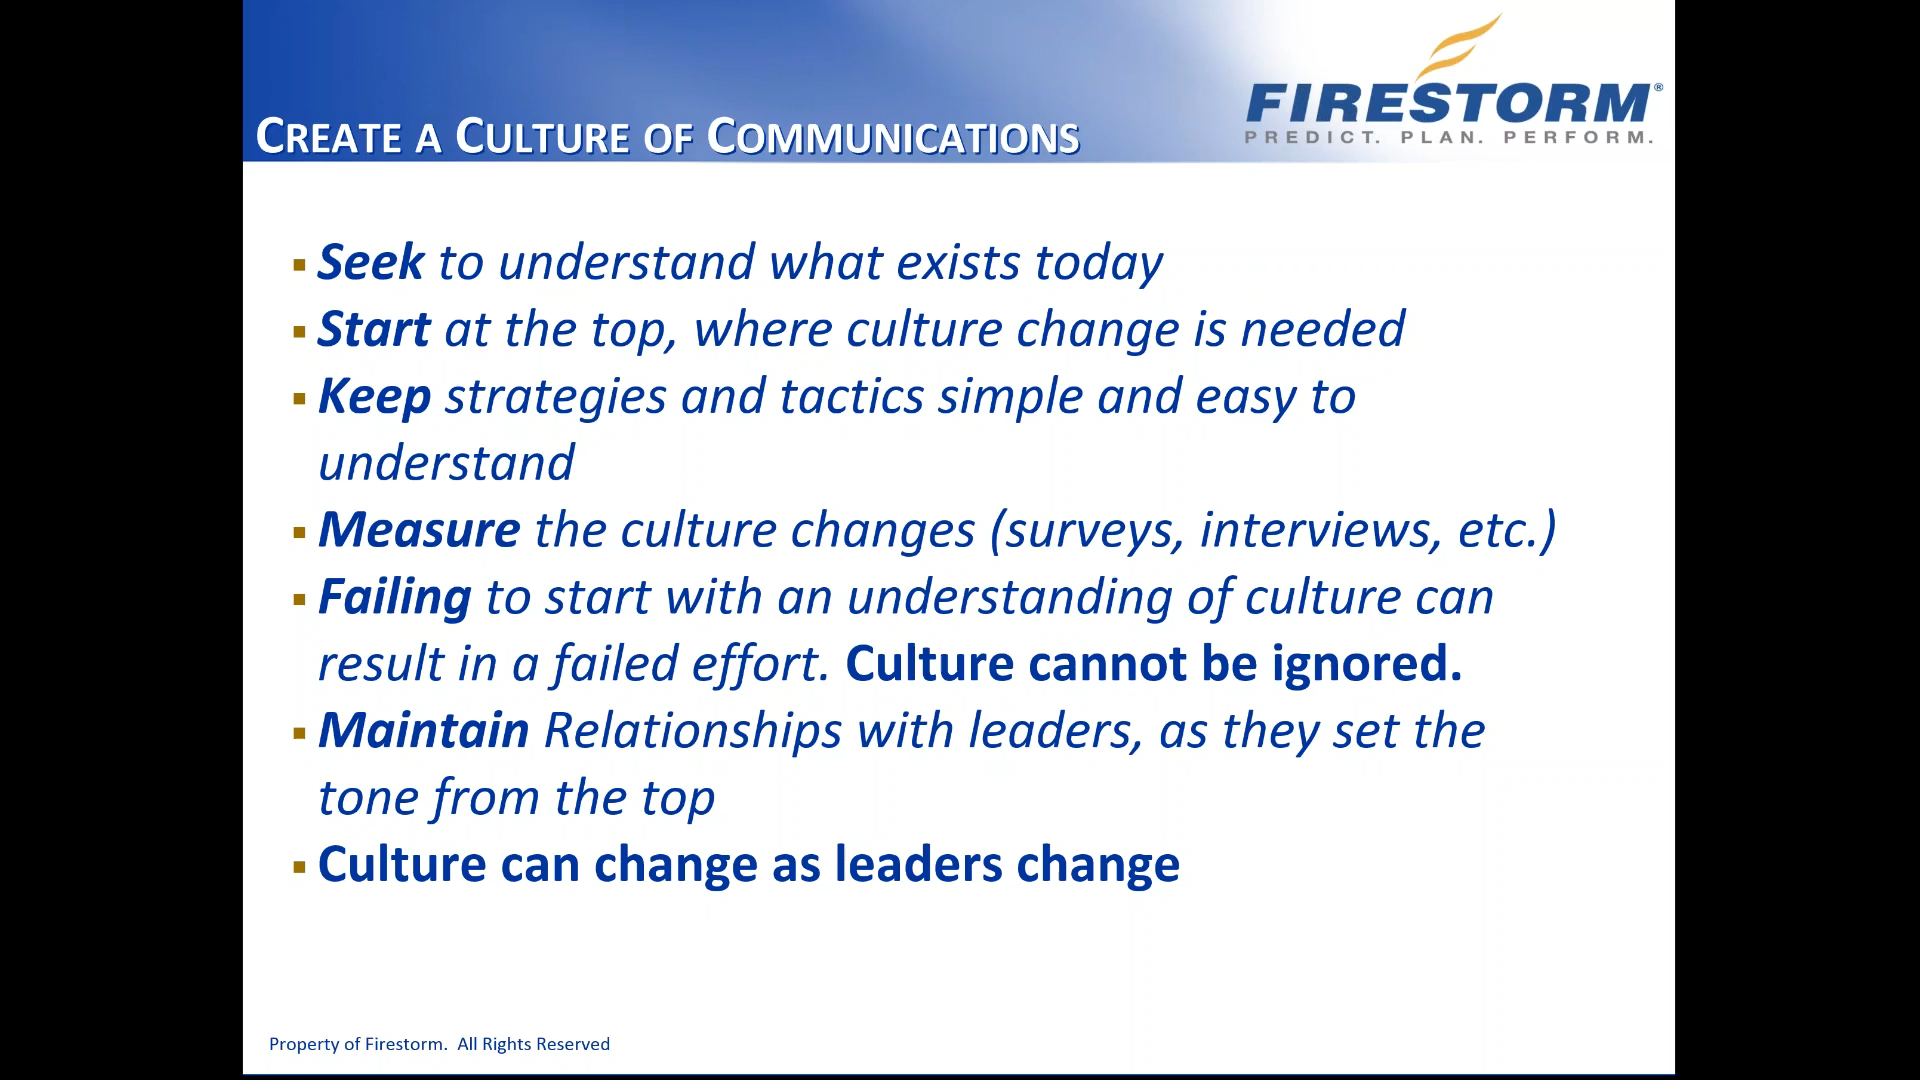 FIRESTORM®
PREDICT. PLAN. PERFORM.
CREATE A CULTURE OF COMMUNICATIONS
▪ Seek to understand what exists today
▪ Start at the top, where culture change is needed
▪ Keep strategies and tactics simple and easy to
understand
▪ Measure the culture changes (surveys, interviews, etc.)
▪ Failing to start with an understanding of culture can
result in a failed effort. Culture cannot be ignored.
▪ Maintain Relationships with leaders, as they set the
tone from the top
▪ Culture can change as leaders change
Property of Firestorm. All Rights Reserved